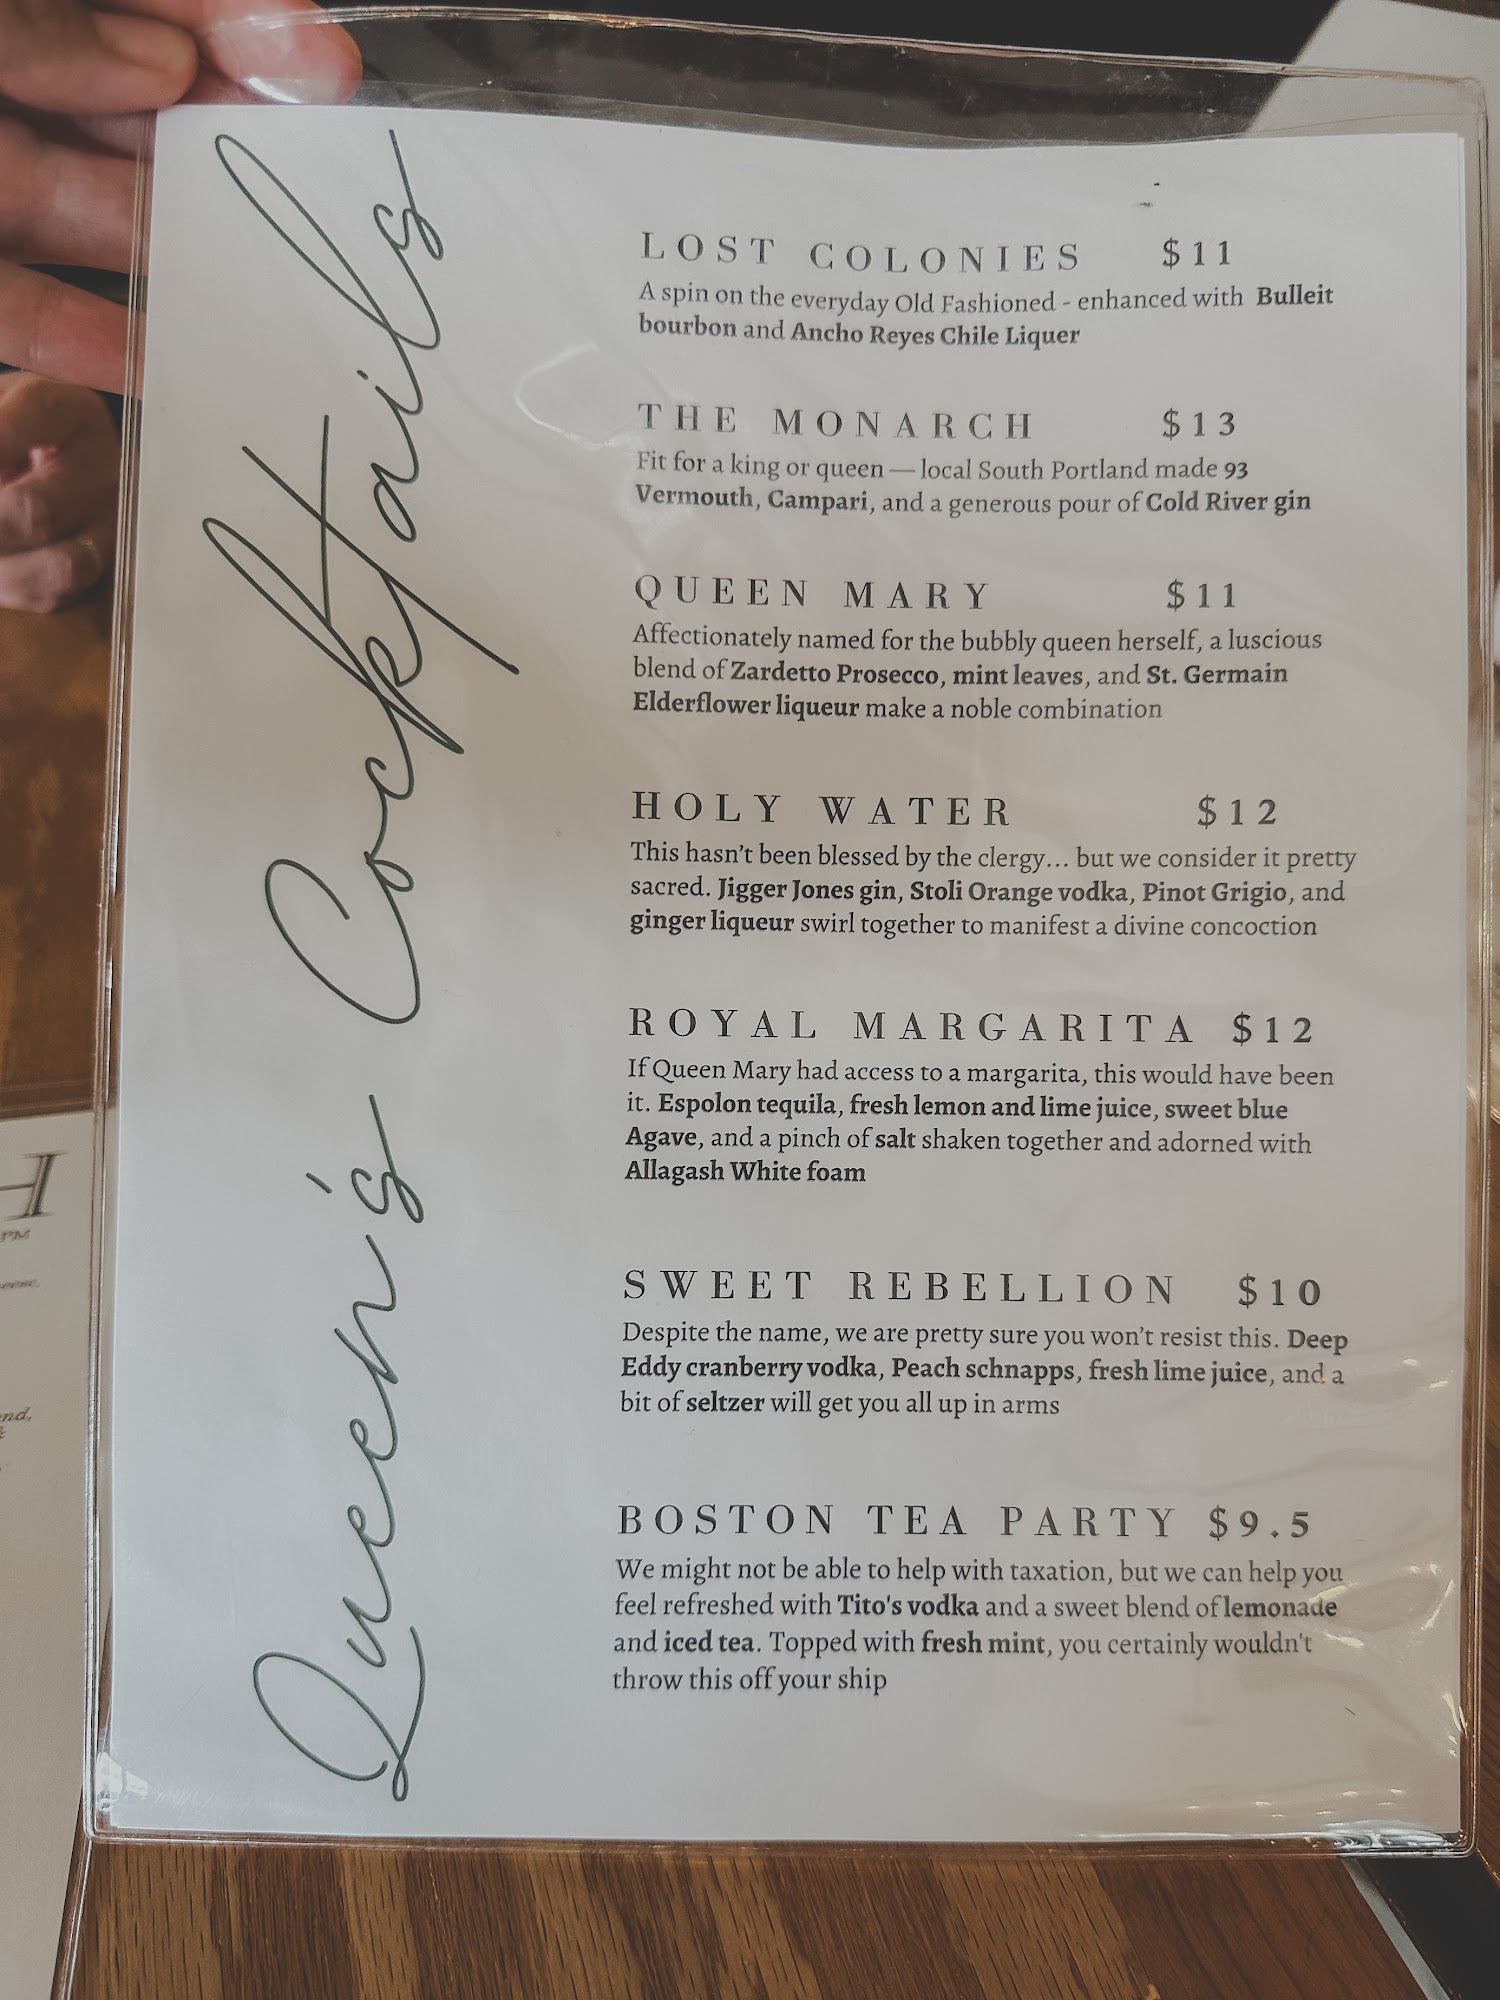 Queen's Cocktails
LOST COLONIES $11
A spin on the everyday Old Fashioned - enhanced with Bulleit
bourbon and Ancho Reyes Chile Liquer
THE MONARCH $13
Fit for a king or queen — local South Portland made 93
Vermouth, Campari, and a generous pour of Cold River gin
QUEEN MARY $11
Affectionately named for the bubbly queen herself, a luscious
blend of Zardetto Prosecco, mint leaves, and St. Germain
Elderflower liqueur make a noble combination
HOLY WATER $12
This hasn't been blessed by the clergy... but we consider it pretty
sacred. Jigger Jones gin, Stoli Orange vodka, Pinot Grigio, and
ginger liqueur swirl together to manifest a divine concoction
ROYAL MARGARITA $12
If Queen Mary had access to a margarita, this would have been
it. Espolon tequila, fresh lemon and lime juice, sweet blue
Agave, and a pinch of salt shaken together and adorned with
Allagash White foam
SWEET REBELLION $10
Despite the name, we are pretty sure you won't resist this. Deep
Eddy cranberry vodka, Peach schnapps, fresh lime juice, and a
bit of seltzer will get you all up in arms
BOSTON TEA PARTY $9.5
We might not be able to help with taxation, but we can help you
feel refreshed with Tito's vodka and a sweet blend of lemonade
and iced tea. Topped with fresh mint, you certainly wouldn't
throw this off your ship
H
PM